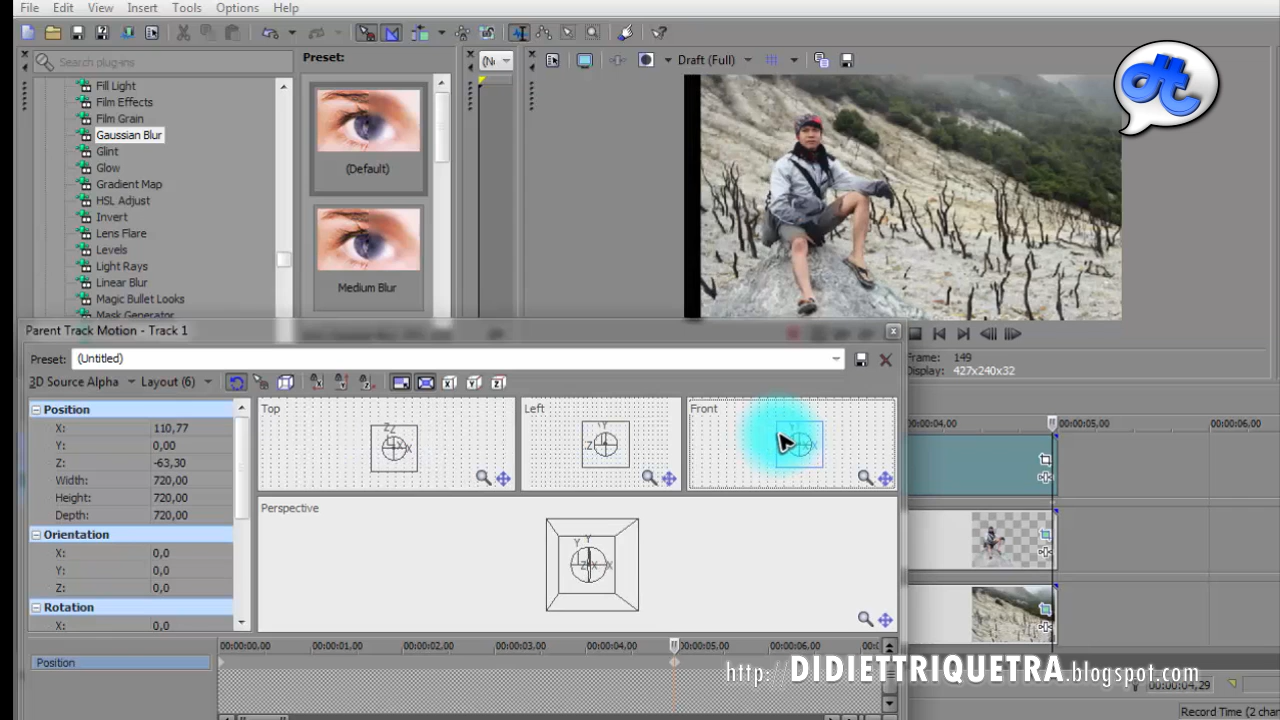 File Edit View Insert Tools Options Help
Search plug-ins
Preset:
Draft (Full)
dt
Fill Light
Film Effects
Film Grain
Gaussian Blur
Glint
Glow
Gradient Map
HSL Adjust
Invert
Lens Flare
Levels
Light Rays
Linear Blur
Magic Bullet Looks
(Default)
Medium Blur
Parent Track Motion - Track 1
Preset: (Untitled)
3D Source Alpha Layout (6)
Frame: 149
Display: 427x240x32
Position
X: 110,77
Y: 0,00
Z: -63,30
Width: 720,00
Height: 720,00
Depth: 720,00
Orientation
X: 0,0
Y: 0,0
Z: 0,0
Rotation
X: 0,0
Top
Left
Front
Perspective
00:00:04,00 00:00:05,00 00:00:06,00
00:00:00,00 00:00:01,00 00:00:02,00 00:00:03,00 00:00:04,00 00:00:05,00 00:00:06,00
Position
http://DIDIETTRIQUETRA.blogspot.com
00:00:04,29
Record Time (2 chan